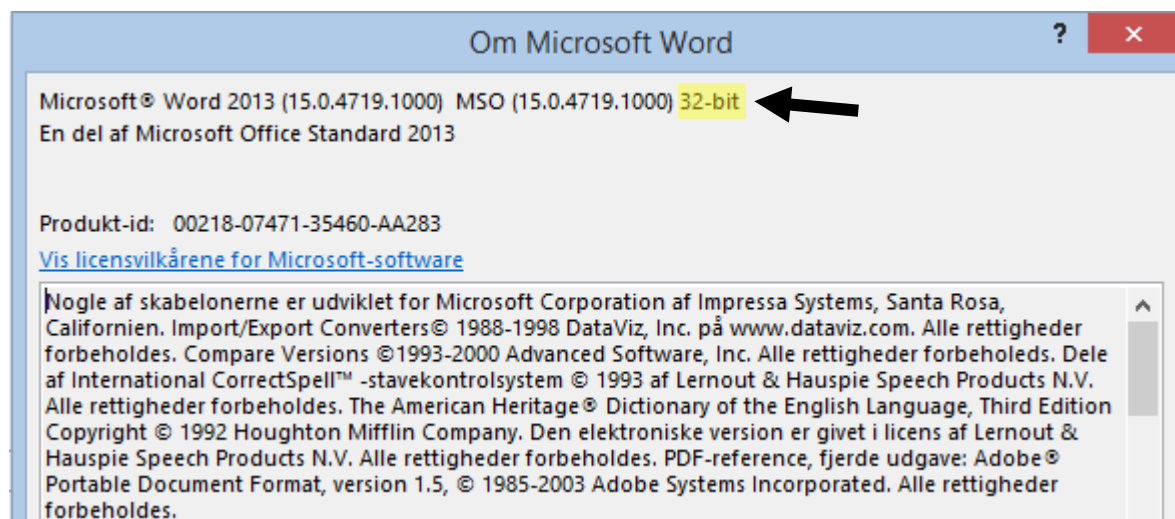 Om Microsoft Word
?
×
Microsoft® Word 2013 (15.0.4719.1000)  MSO (15.0.4719.1000) 32-bit
En del af Microsoft Office Standard 2013
Produkt-id:  00218-07471-35460-AA283
Vis licensvilkårene for Microsoft-software
Nogle af skabelonerne er udviklet for Microsoft Corporation af Impressa Systems, Santa Rosa,
Californien. Import/Export Converters© 1988-1998 DataViz, Inc. på www.dataviz.com. Alle rettigheder
forbeholdes. Compare Versions ©1993-2000 Advanced Software, Inc. Alle rettigheder forbeholeds. Dele
af International CorrectSpell™ -stavekontrolsystem © 1993 af Lernout & Hauspie Speech Products N.V.
Alle rettigheder forbeholdes. The American Heritage® Dictionary of the English Language, Third Edition
Copyright © 1992 Houghton Mifflin Company. Den elektroniske version er givet i licens af Lernout &
Hauspie Speech Products N.V. Alle rettigheder forbeholdes. PDF-reference, fjerde udgave: Adobe®
Portable Document Format, version 1.5, © 1985-2003 Adobe Systems Incorporated. Alle rettigheder
forbeholdes.